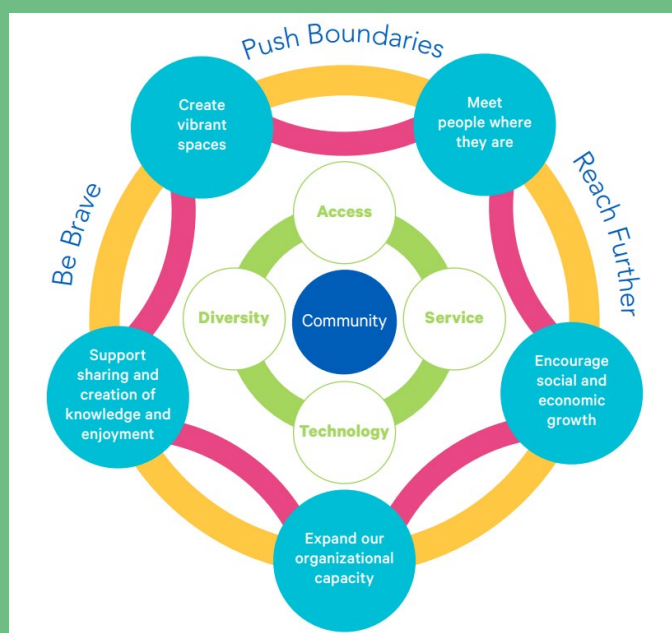 Push Boundaries
Be Brave
Reach Further
Create
vibrant
spaces
Meet
people where
they are
Access
Diversity
Community
Service
Technology
Support
sharing and
creation of
knowledge and
enjoyment
Encourage
social and
economic
growth
Expand our
organizational
capacity